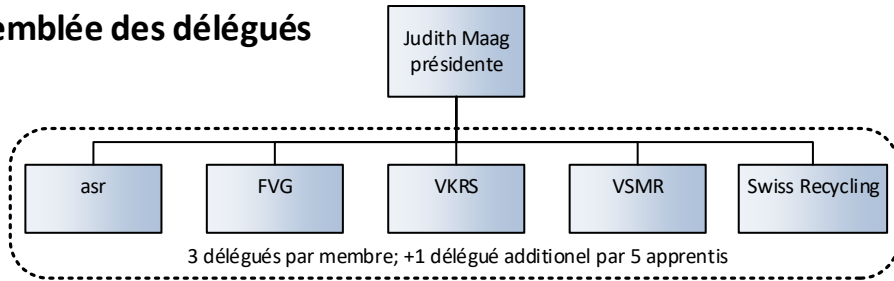 emblée des délégués
Judith Maag
présidente
asr
FVG
VKRS
VSMR
Swiss Recycling
3 délégués par membre; +1 délégué additionel par 5 apprentis